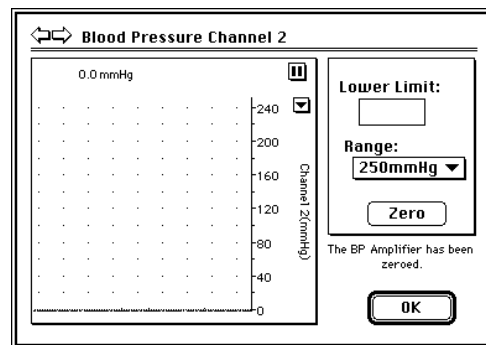 Blood Pressure Channel 2
0.0 mmHg
240
200
160
120
80
40
0
Channel 2(mmHg)
Lower Limit:
Range:
250mmHg
Zero
The BP Amplifier has been
zeroed.
OK